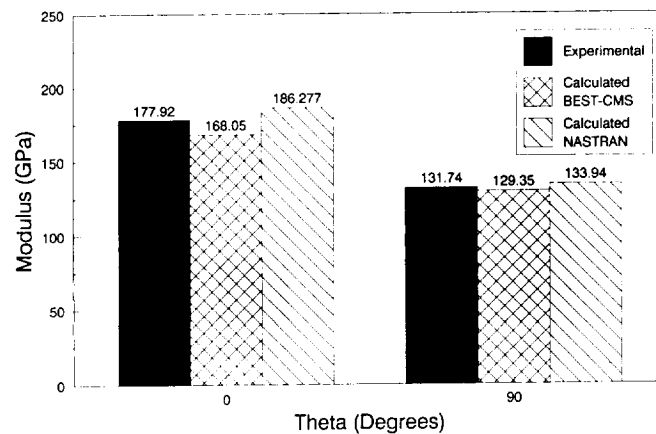 250
200
150
100
50
0
Modulus (GPa)
Experimental
Calculated
BEST-CMS
Calculated
NASTRAN
177.92
168.05
186.277
131.74
129.35
133.94
0
90
Theta (Degrees)